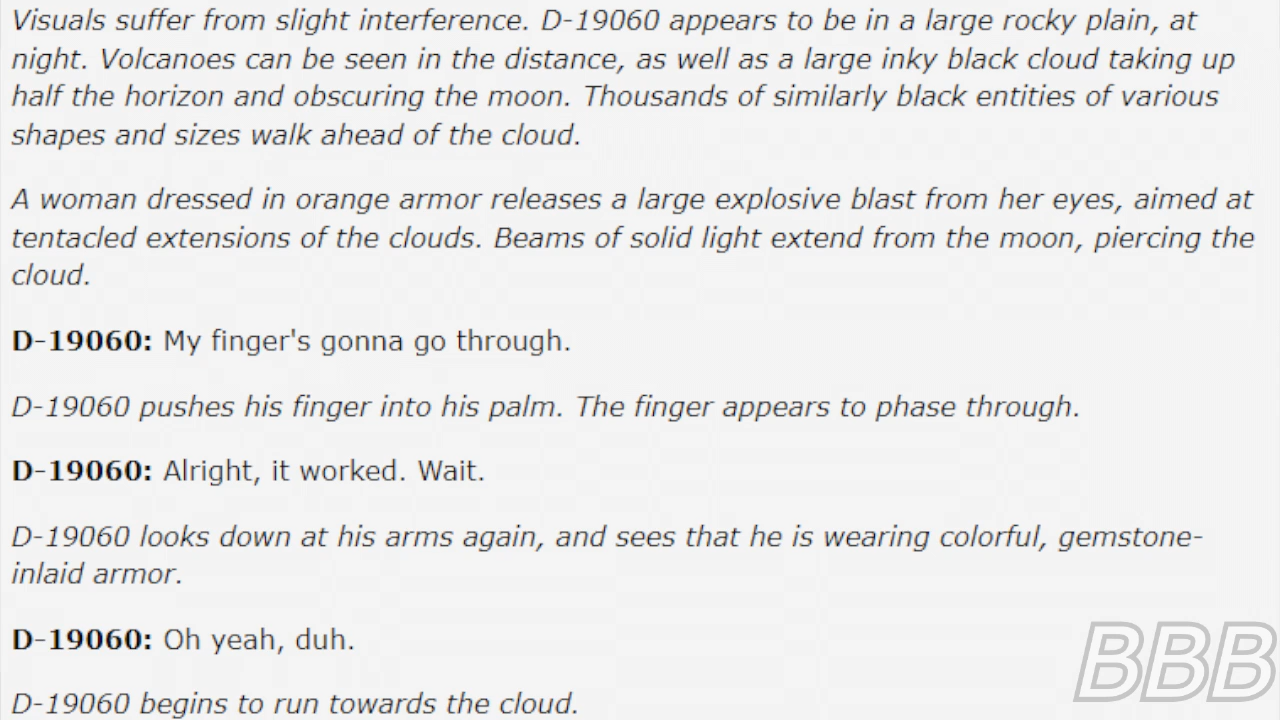 Visuals suffer from slight interference. D-19060 appears to be in a large rocky plain, at
night. Volcanoes can be seen in the distance, as well as a large inky black cloud taking up
half the horizon and obscuring the moon. Thousands of similarly black entities of various
shapes and sizes walk ahead of the cloud.
A woman dressed in orange armor releases a large explosive blast from her eyes, aimed at
tentacled extensions of the clouds. Beams of solid light extend from the moon, piercing the
cloud.
D-19060: My finger's gonna go through.
D-19060 pushes his finger into his palm. The finger appears to phase through.
D-19060: Alright, it worked. Wait.
D-19060 looks down at his arms again, and sees that he is wearing colorful, gemstone-
inlaid armor.
D-19060: Oh yeah, duh.
D-19060 begins to run towards the cloud.
BBB